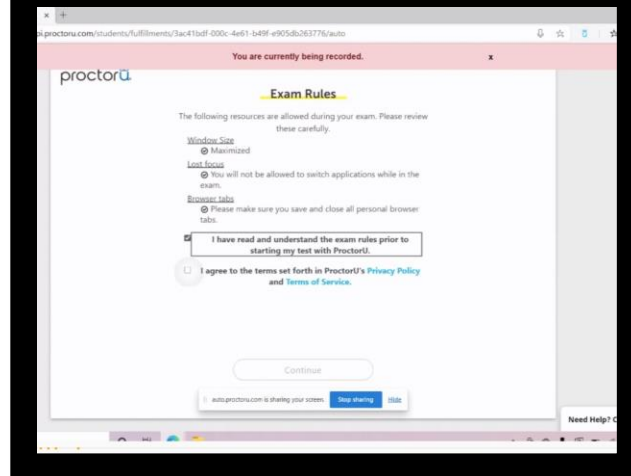 pi.proctoru.com/students/fulfillments/3ac41bdf-000c-4e61-b49f-e905db263776/auto
You are currently being recorded. x
proctorU
Exam Rules
The following resources are allowed during your exam. Please review
these carefully.
Window Size
Maximized
Lost focus
You will not be allowed to switch applications while in the
exam.
Browser tabs
Please make sure you save and close all personal browser
tabs.
I have read and understand the exam rules prior to
starting my test with ProctorU.
I agree to the terms set forth in ProctorU's Privacy Policy
and Terms of Service.
Continue
auto.proctoru.com is sharing your screen. Stop sharing Hide
Need Help?